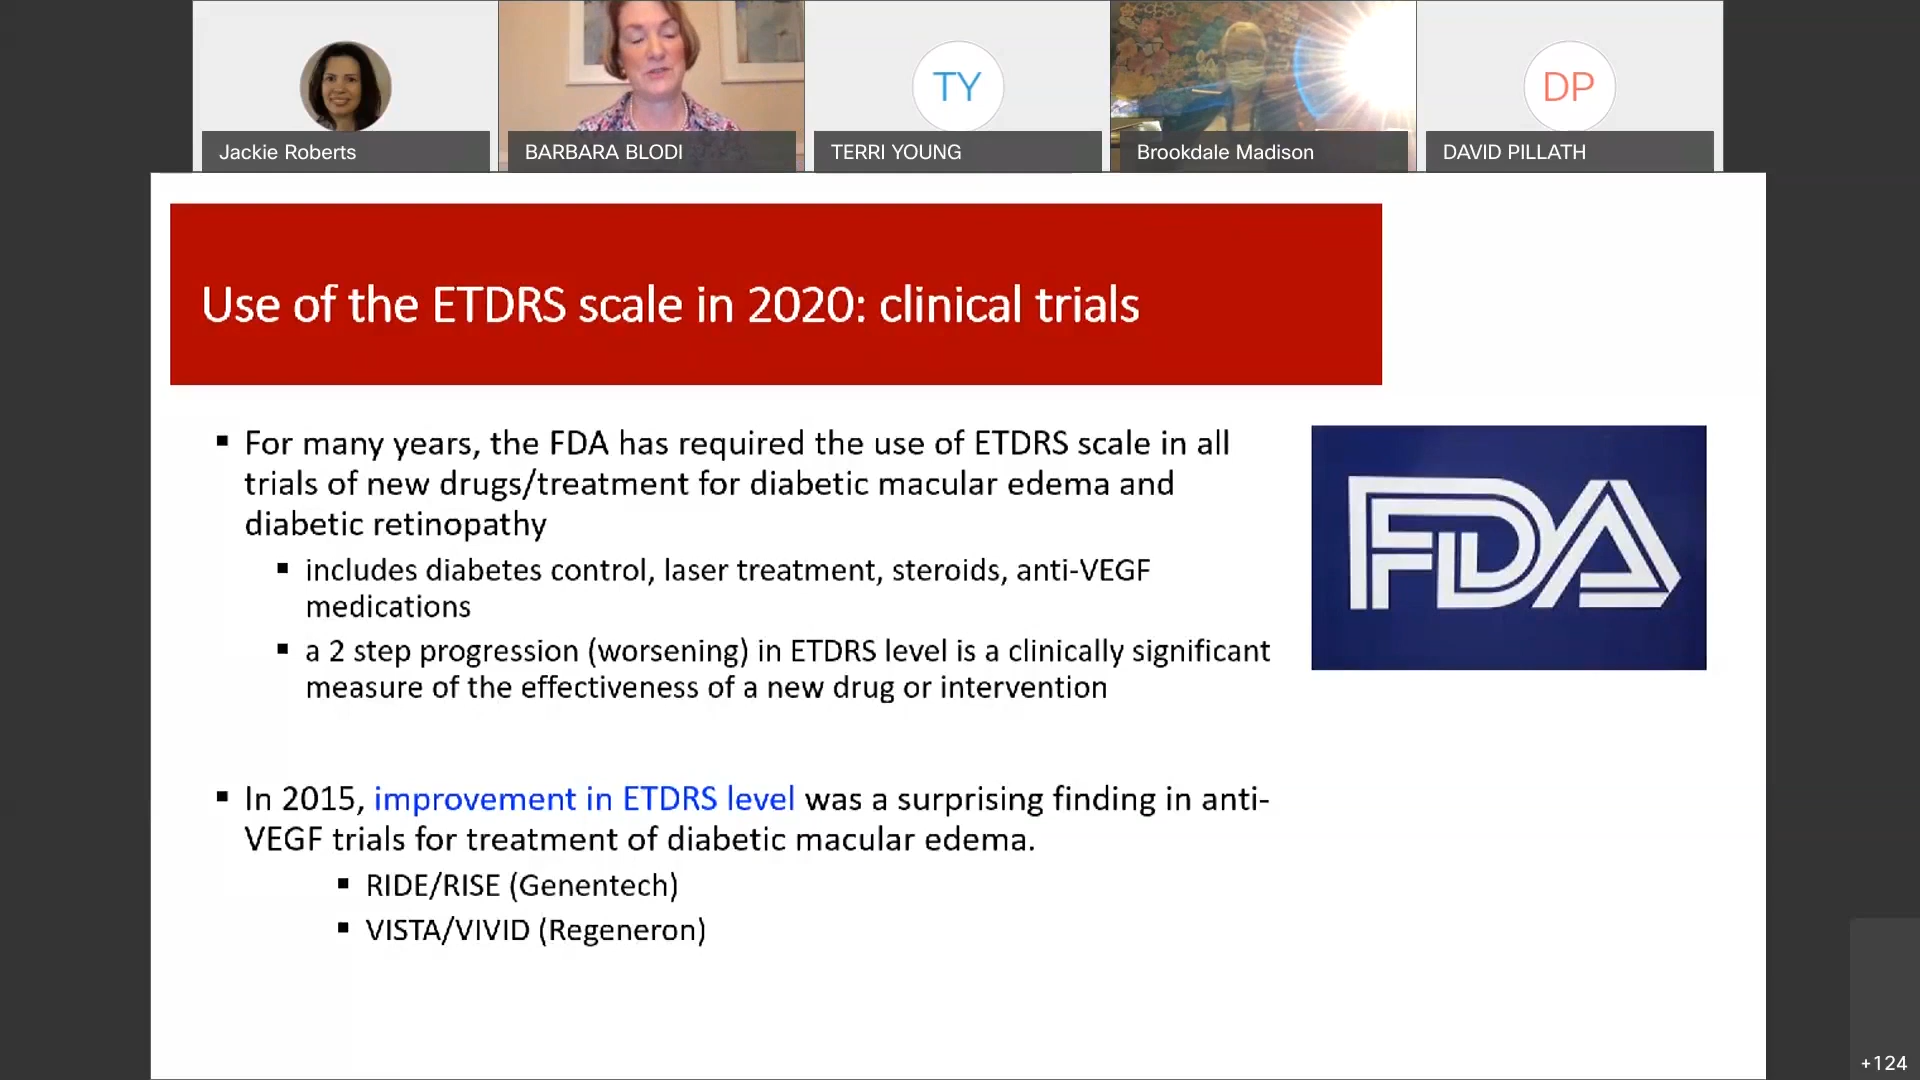 Jackie Roberts
BARBARA BLODI
TY
TERRI YOUNG
Brookdale Madison
DP
DAVID PILLATH
Use of the ETDRS scale in 2020: clinical trials
▪ For many years, the FDA has required the use of ETDRS scale in all
trials of new drugs/treatment for diabetic macular edema and
diabetic retinopathy
▪ includes diabetes control, laser treatment, steroids, anti-VEGF
medications
▪ a 2 step progression (worsening) in ETDRS level is a clinically significant
measure of the effectiveness of a new drug or intervention
FDA
▪ In 2015, improvement in ETDRS level was a surprising finding in anti-
VEGF trials for treatment of diabetic macular edema.
▪ RIDE/RISE (Genentech)
▪ VISTA/VIVID (Regeneron)
+124